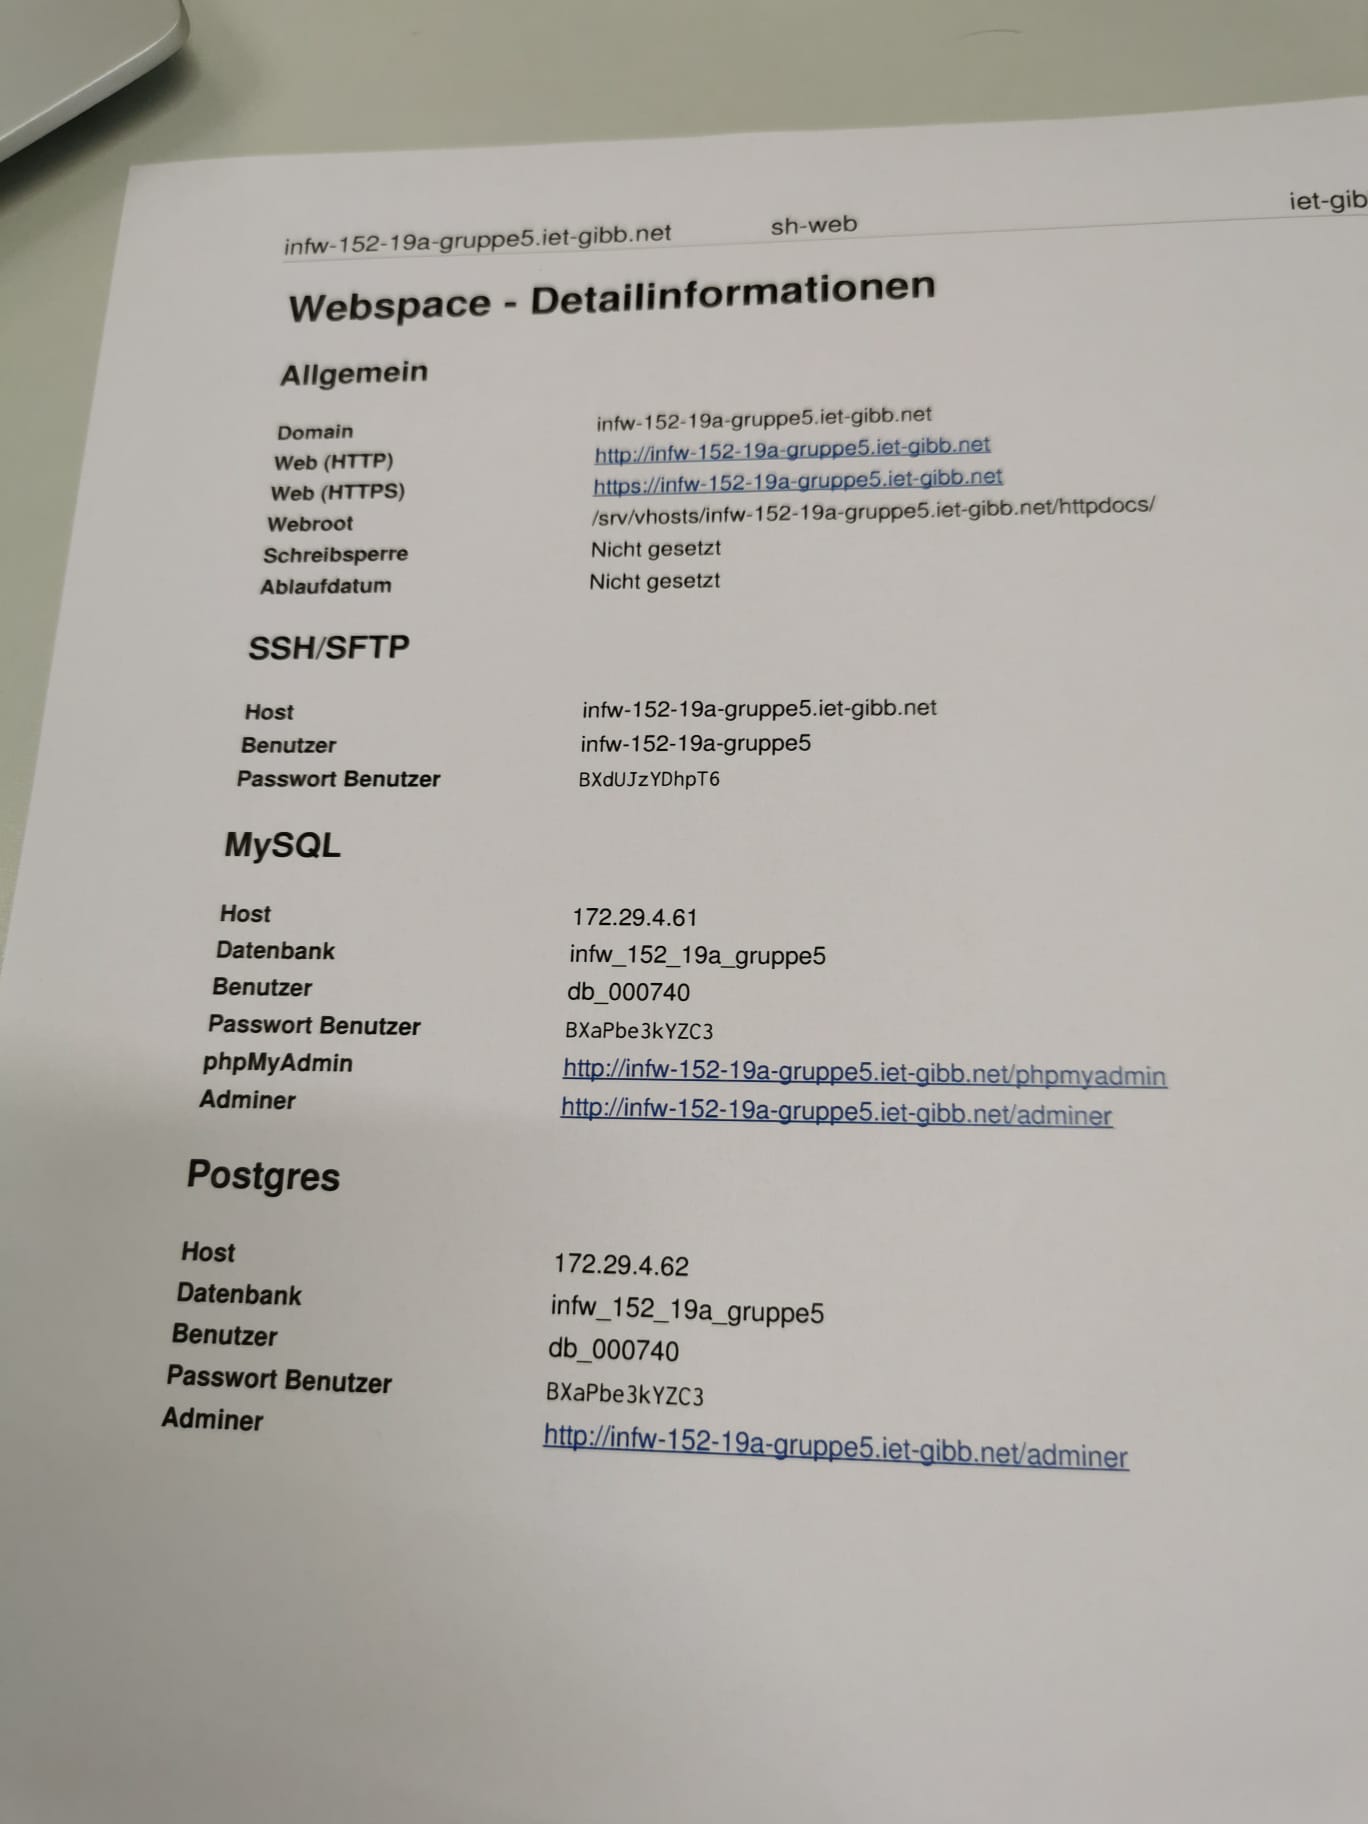 infw-152-19a-gruppe5.iet-gibb.net sh-web iet-gib
Webspace - Detailinformationen
Allgemein
Domain infw-152-19a-gruppe5.iet-gibb.net
Web (HTTP) http://infw-152-19a-gruppe5.iet-gibb.net
Web (HTTPS) https://infw-152-19a-gruppe5.iet-gibb.net
Webroot /srv/vhosts/infw-152-19a-gruppe5.iet-gibb.net/httpdocs/
Schreibsperre Nicht gesetzt
Ablaufdatum Nicht gesetzt
SSH/SFTP
Host infw-152-19a-gruppe5.iet-gibb.net
Benutzer infw-152-19a-gruppe5
Passwort Benutzer BXdUJzYDhpT6
MySQL
Host 172.29.4.61
Datenbank infw_152_19a_gruppe5
Benutzer db_000740
Passwort Benutzer BXaPbe3kYZC3
phpMyAdmin http://infw-152-19a-gruppe5.iet-gibb.net/phpmyadmin
Adminer http://infw-152-19a-gruppe5.iet-gibb.net/adminer
Postgres
Host 172.29.4.62
Datenbank infw_152_19a_gruppe5
Benutzer db_000740
Passwort Benutzer BXaPbe3kYZC3
Adminer http://infw-152-19a-gruppe5.iet-gibb.net/adminer